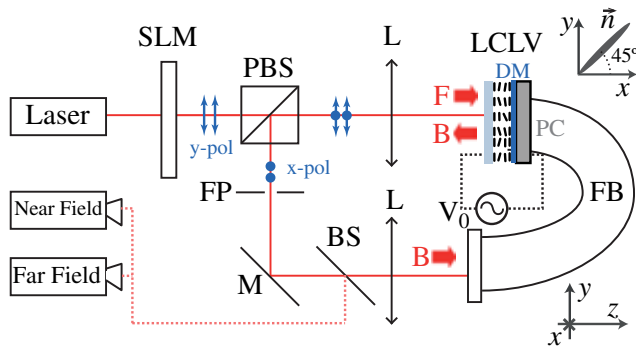 SLM
L
LCLV
y
n
45°
x
PBS
DM
Laser
F
B
PC
y-pol
x-pol
FP
L
V0
FB
Near Field
BS
B
Far Field
M
y
z
x